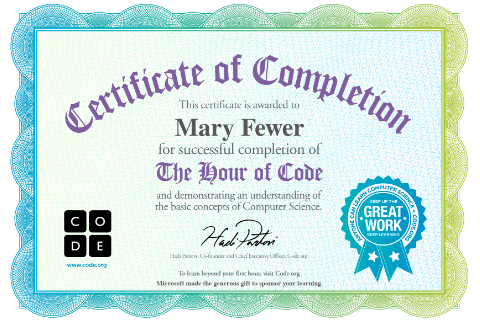 Certificate of Completion
This certificate is awarded to
Mary Fewer
for successful completion of
The Hour of Code
and demonstrating an understanding of
the basic concepts of Computer Science.
C O
D E
www.code.org
Hadi Partovi
Hadi Partovi, Co-founder and Chief Executive Officer, Code.org
ANYONE CAN LEARN COMPUTER SCIENCE
KEEP UP THE
GREAT
WORK
KEEP LEARNING
To learn beyond your first hour, visit Code.org
Microsoft made the generous gift to sponsor your learning.